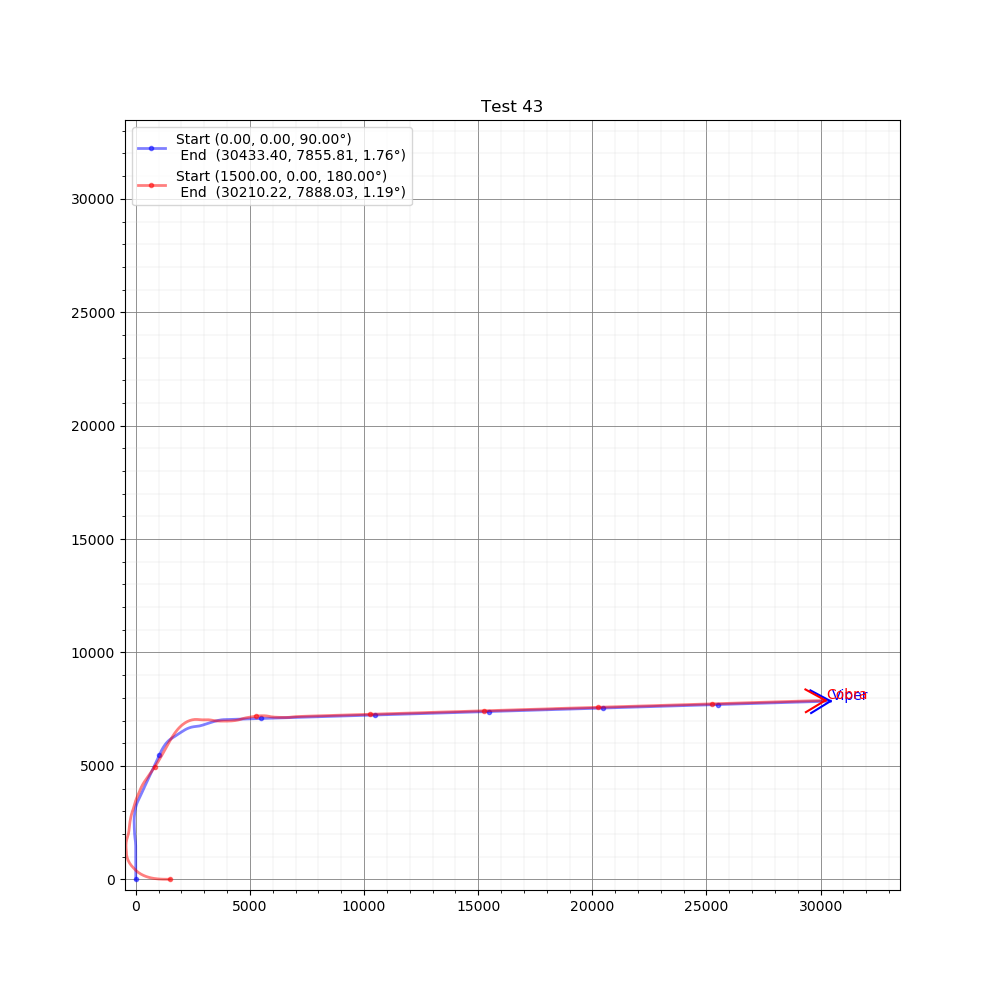 Test 43
Start (0.00, 0.00, 90.00°)
End (30433.40, 7855.81, 1.76°)
Start (1500.00, 0.00, 180.00°)
End (30210.22, 7888.03, 1.19°)
30000
25000
20000
15000
10000
5000
0
Cobra
Viper
0 5000 10000 15000 20000 25000 30000